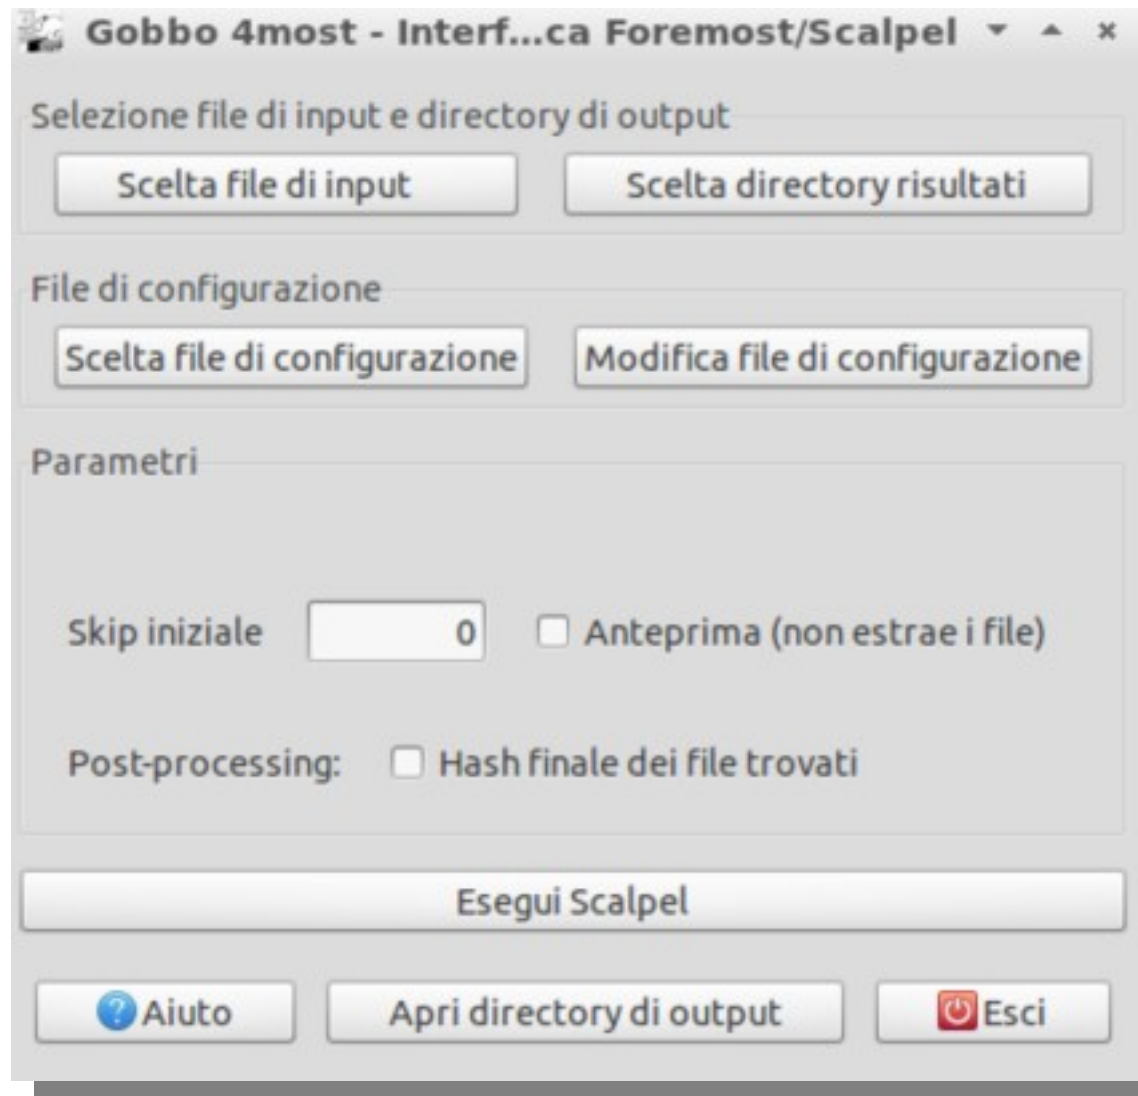 Gobbo 4most - Interf...ca Foremost/Scalpel
Selezione file di input e directory di output
Scelta file di input Scelta directory risultati
File di configurazione
Scelta file di configurazione Modifica file di configurazione
Parametri
Skip iniziale 0 Anteprima (non estrae i file)
Post-processing: Hash finale dei file trovati
Esegui Scalpel
? Aiuto Apri directory di output Esci